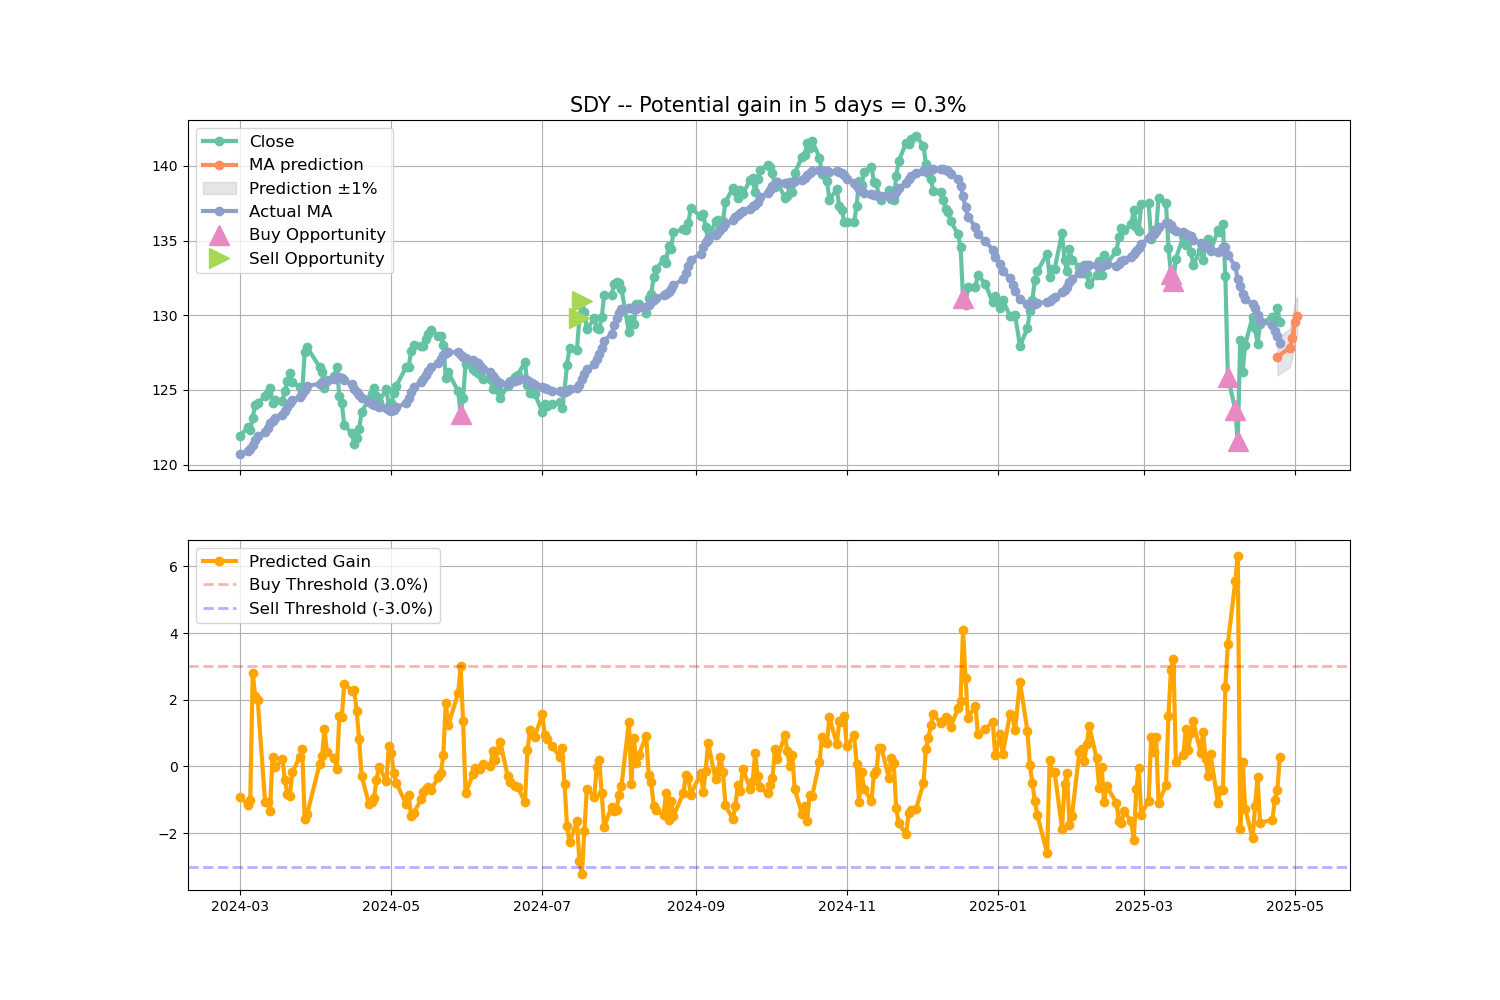 SDY -- Potential gain in 5 days = 0.3%
Close
MA prediction
Prediction ±1%
Actual MA
Buy Opportunity
Sell Opportunity
140
135
130
125
120
Predicted Gain
Buy Threshold (3.0%)
Sell Threshold (-3.0%)
6
4
2
0
−2
2024-03 2024-05 2024-07 2024-09 2024-11 2025-01 2025-03 2025-05